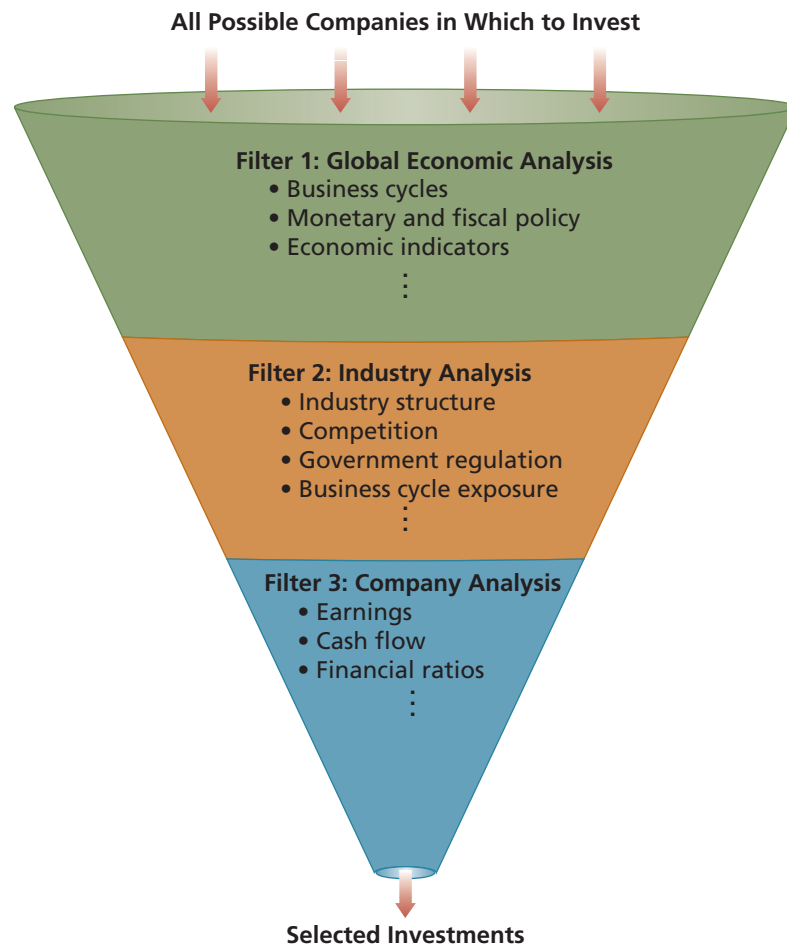 All Possible Companies in Which to Invest
Filter 1: Global Economic Analysis
• Business cycles
• Monetary and fiscal policy
• Economic indicators
⋮
Filter 2: Industry Analysis
• Industry structure
• Competition
• Government regulation
• Business cycle exposure
⋮
Filter 3: Company Analysis
• Earnings
• Cash flow
• Financial ratios
⋮
Selected Investments